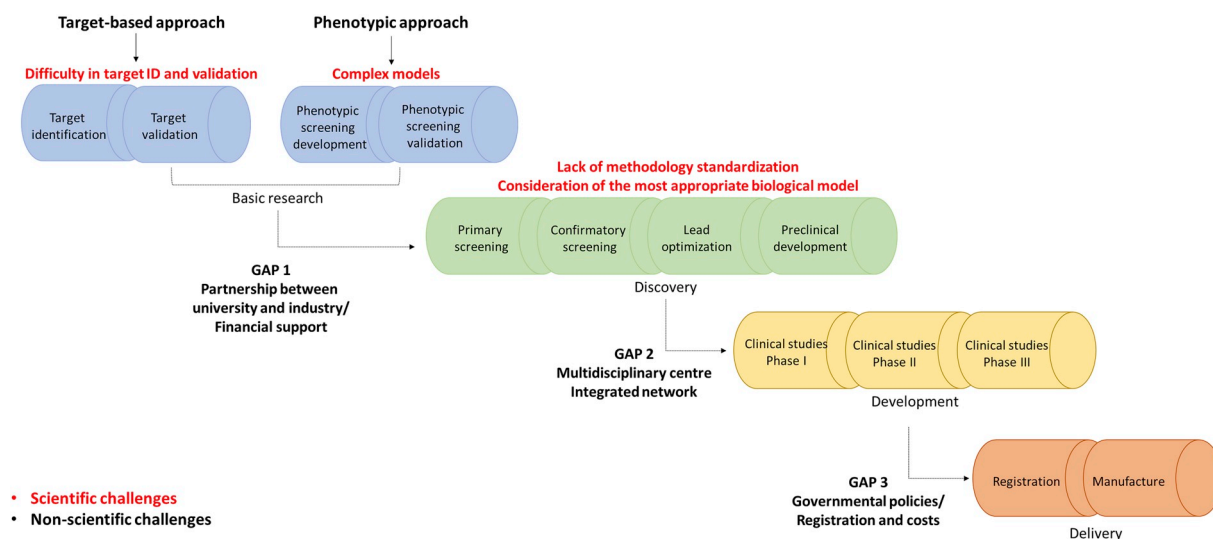 Target-based approach
Phenotypic approach
Difficulty in target ID and validation
Complex models
Target
identification
Target
validation
Phenotypic
screening
development
Phenotypic
screening
validation
Basic research
Lack of methodology standardization
Consideration of the most appropriate biological model
Primary
screening
Confirmatory
screening
Lead
optimization
Preclinical
development
Discovery
GAP 1
Partnership between
university and industry/
Financial support
Clinical studies
Phase I
Clinical studies
Phase II
Clinical studies
Phase III
Development
GAP 2
Multidisciplinary centre
Integrated network
Registration
Manufacture
Delivery
GAP 3
Governmental policies/
Registration and costs
• Scientific challenges
• Non-scientific challenges